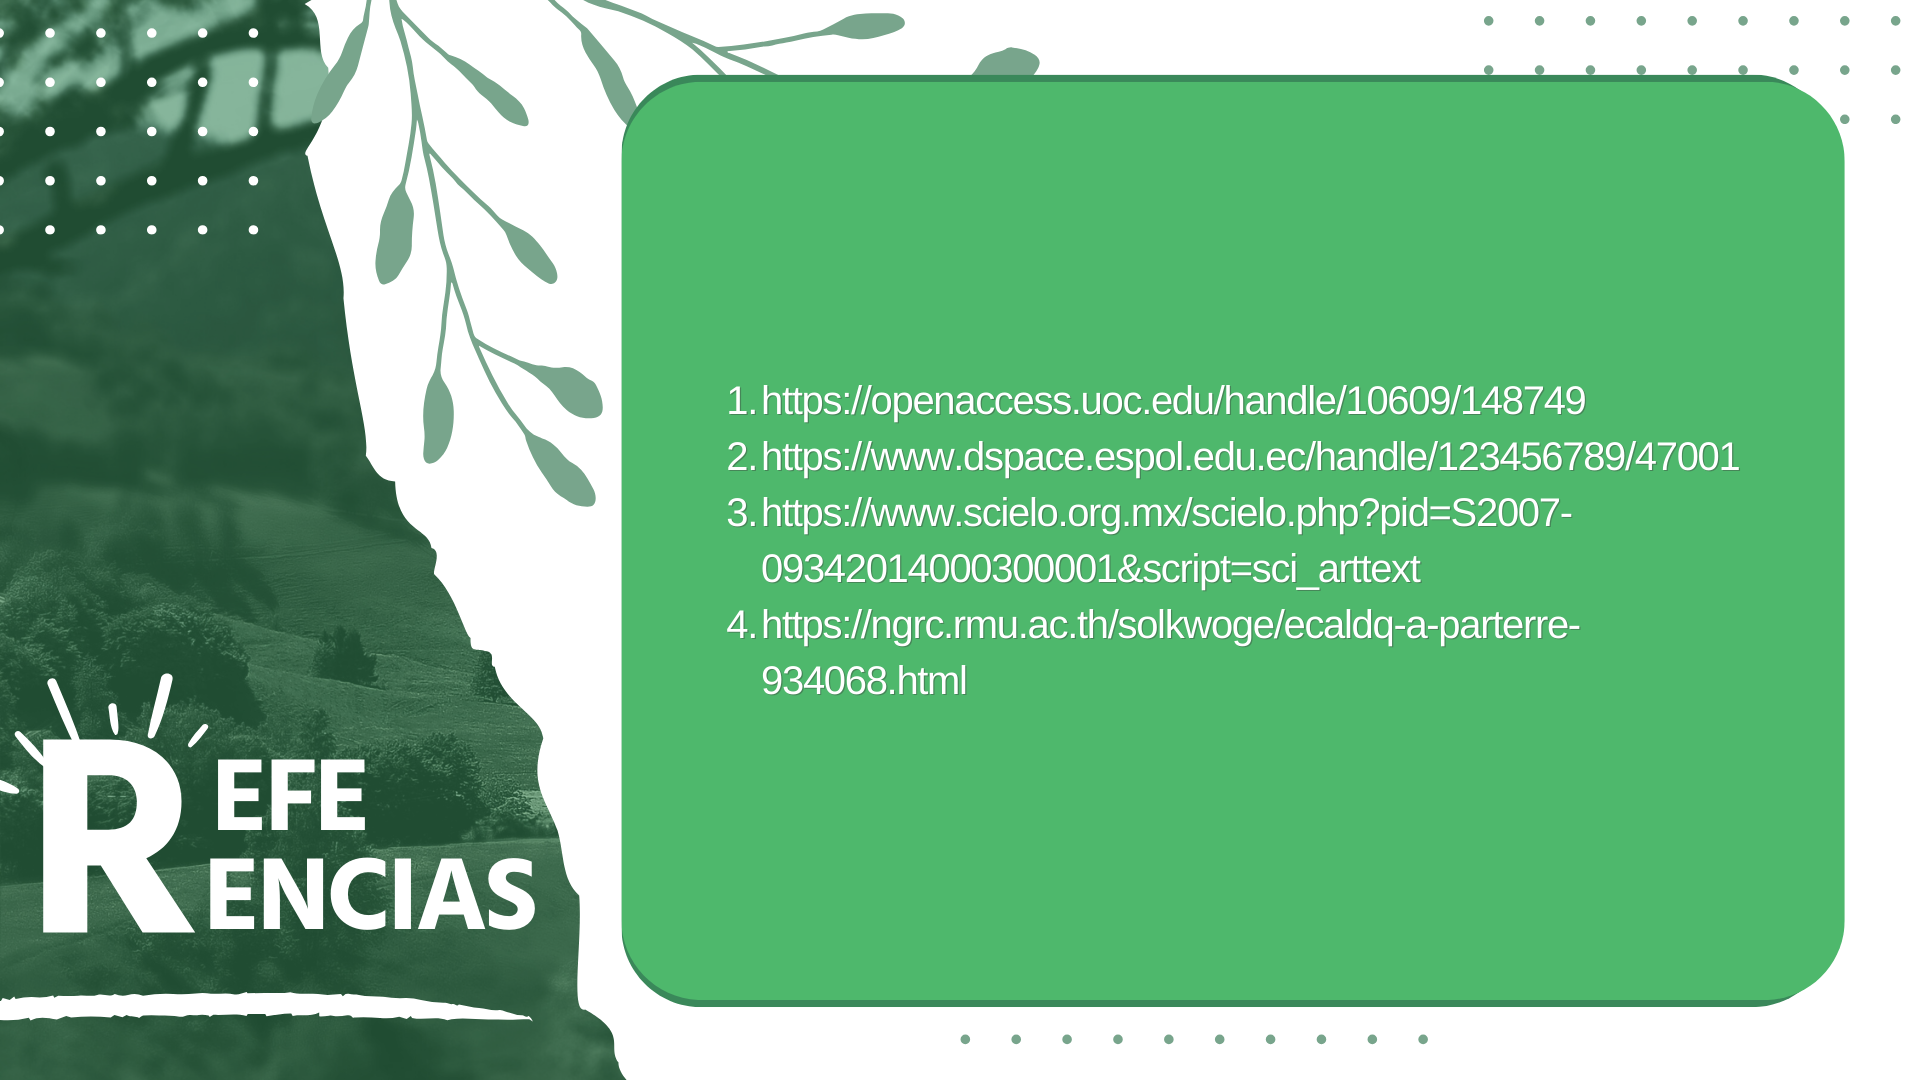 REFE
ENCIAS
1. https://openaccess.uoc.edu/handle/10609/148749
2. https://www.dspace.espol.edu.ec/handle/123456789/47001
3. https://www.scielo.org.mx/scielo.php?pid=S2007-
09342014000300001&script=sci_arttext
4. https://ngrc.rmu.ac.th/solkwoge/ecaldq-a-parterre-
934068.html